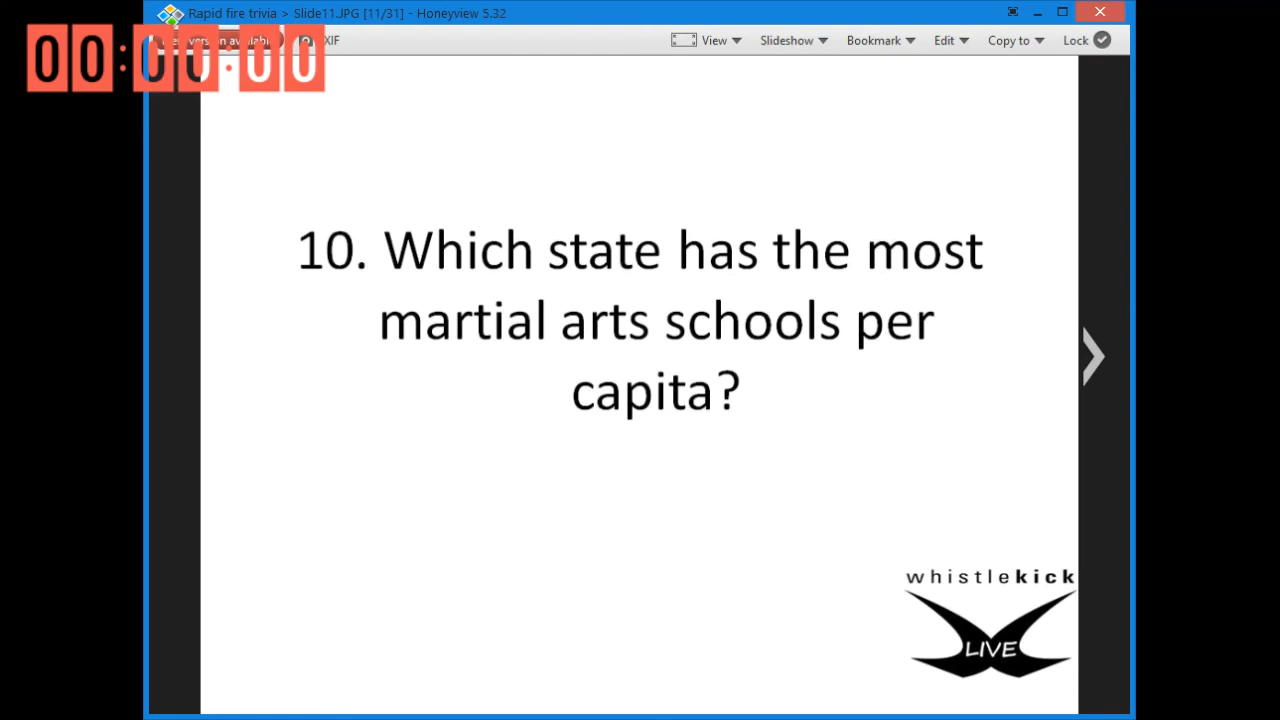 Rapid fire trivia > Slide11.JPG [11/31] - Honeyview 5.32
00:00:00
View
Slideshow
Bookmark
Edit
Copy to
Lock
10. Which state has the most
martial arts schools per
capita?
whistlekick
LIVE